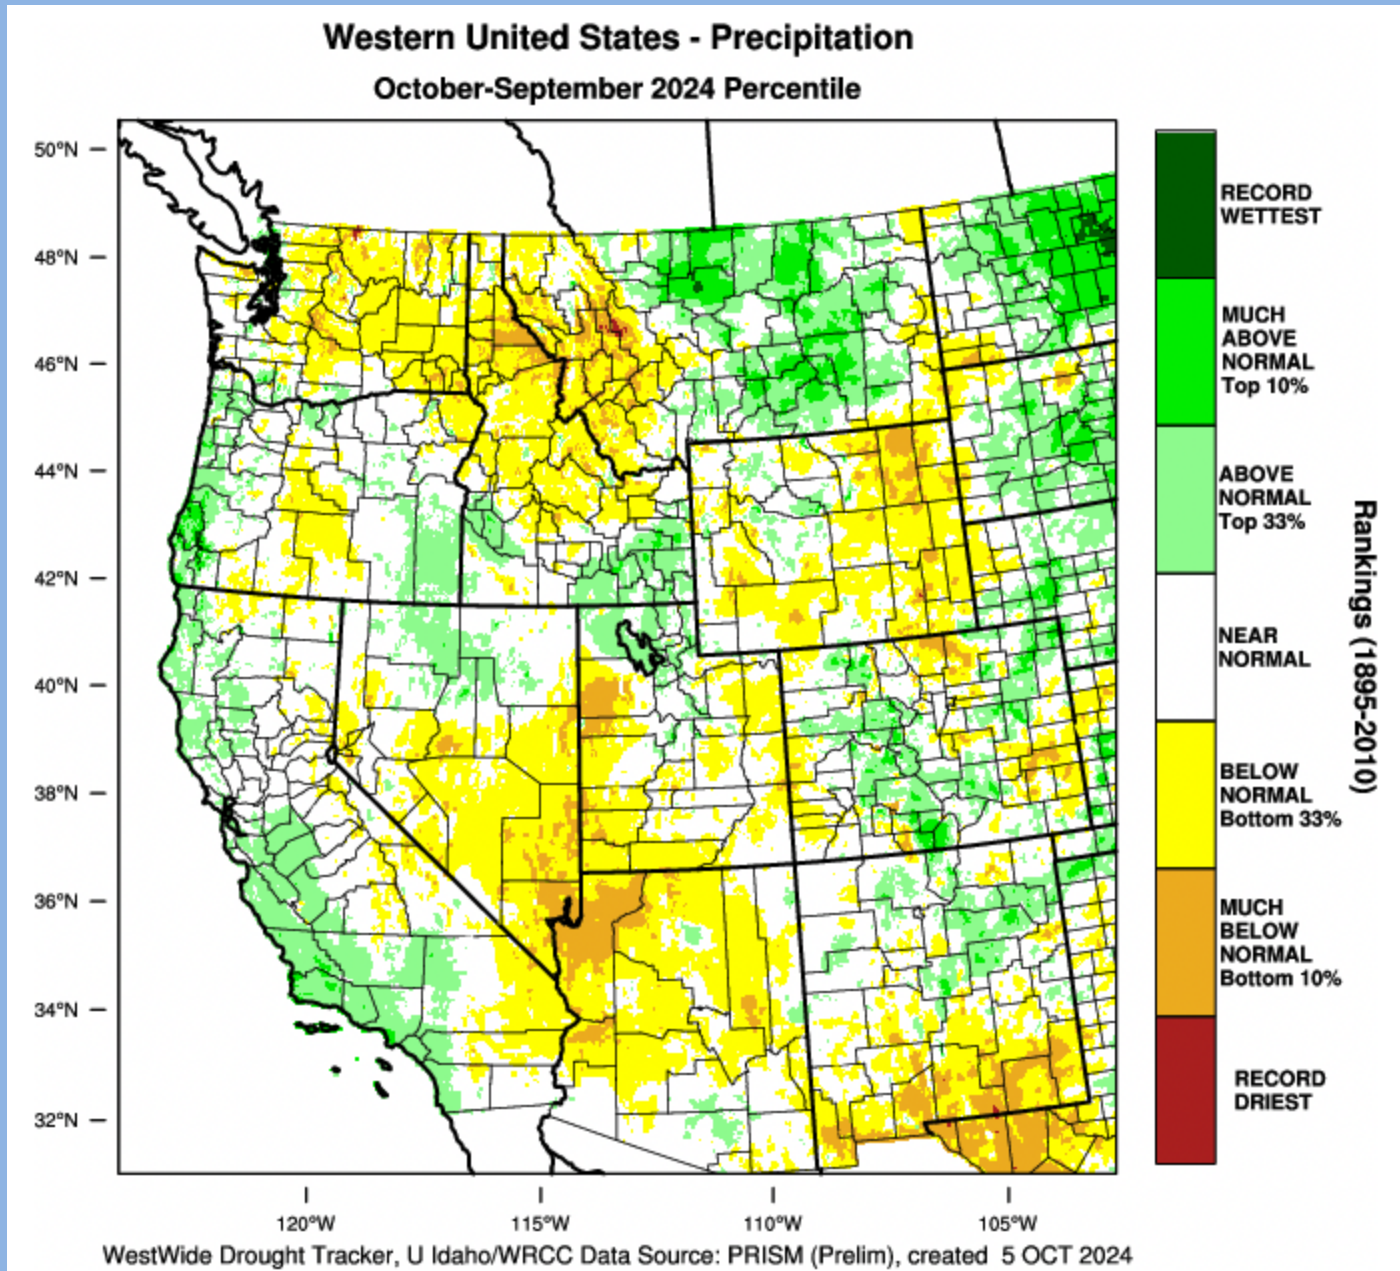 Western United States - Precipitation
October-September 2024 Percentile
50°N
48°N
46°N
44°N
42°N
40°N
38°N
36°N
34°N
32°N
120°W
115°W
110°W
105°W
RECORD
WETTEST
MUCH
ABOVE
NORMAL
Top 10%
ABOVE
NORMAL
Top 33%
NEAR
NORMAL
BELOW
NORMAL
Bottom 33%
MUCH
BELOW
NORMAL
Bottom 10%
RECORD
DRIEST
Rankings (1895-2010)
WestWide Drought Tracker, U Idaho/WRCC Data Source: PRISM (Prelim), created 5 OCT 2024